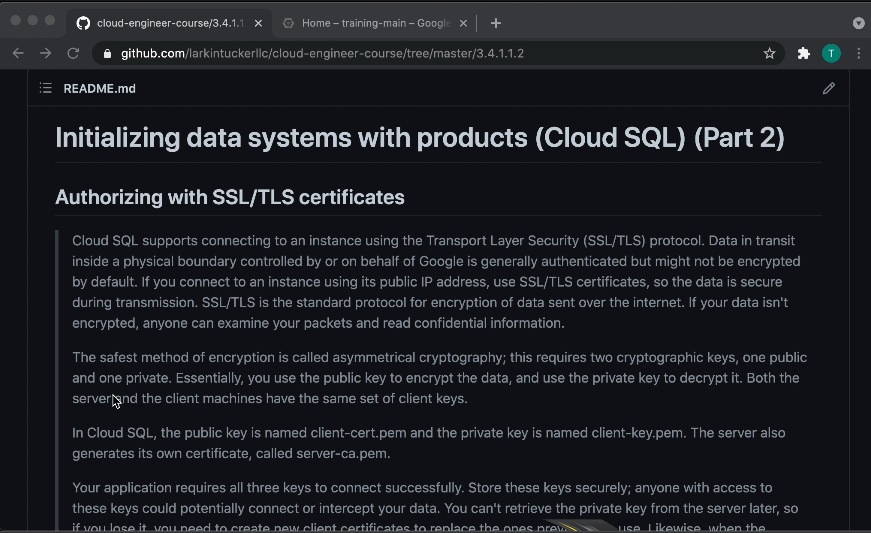 cloud-engineer-course/3.4.1.1.
Home – training-main – Google
github.com/larkintuckerllc/cloud-engineer-course/tree/master/3.4.1.1.2
T
README.md
Initializing data systems with products (Cloud SQL) (Part 2)
Authorizing with SSL/TLS certificates
Cloud SQL supports connecting to an instance using the Transport Layer Security (SSL/TLS) protocol. Data in transit
inside a physical boundary controlled by or on behalf of Google is generally authenticated but might not be encrypted
by default. If you connect to an instance using its public IP address, use SSL/TLS certificates, so the data is secure
during transmission. SSL/TLS is the standard protocol for encryption of data sent over the internet. If your data isn't
encrypted, anyone can examine your packets and read confidential information.
The safest method of encryption is called asymmetrical cryptography; this requires two cryptographic keys, one public
and one private. Essentially, you use the public key to encrypt the data, and use the private key to decrypt it. Both the
server and the client machines have the same set of client keys.
In Cloud SQL, the public key is named client-cert.pem and the private key is named client-key.pem. The server also
generates its own certificate, called server-ca.pem.
Your application requires all three keys to connect successfully. Store these keys securely; anyone with access to
these keys could potentially connect or intercept your data. You can't retrieve the private key from the server later, so
if you lose it, you need to create new client certificates to replace the ones use. Likewise, when the